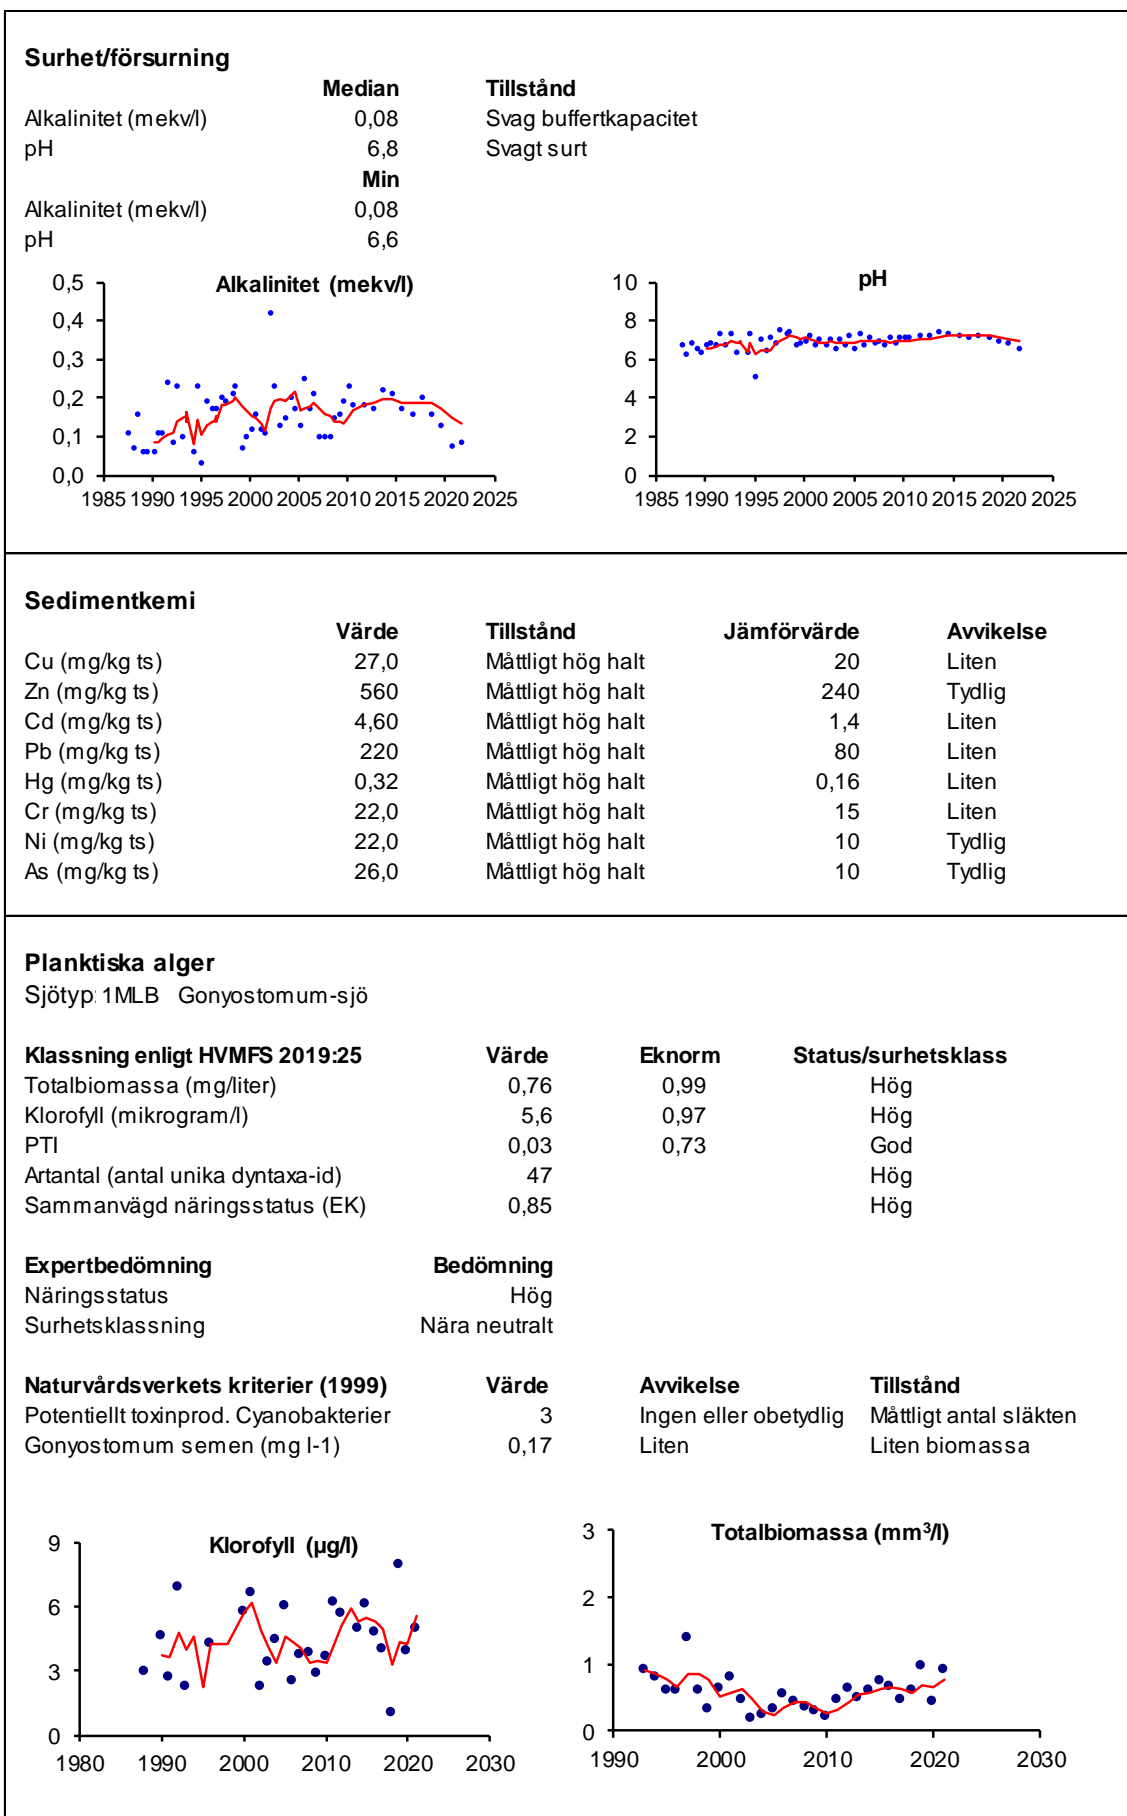 Surhet/försurning
Median Tillstånd
Alkalinitet (mekv/l) 0,08 Svag buffertkapacitet
pH 6,8 Svagt surt
Min
Alkalinitet (mekv/l) 0,08
pH 6,6
Alkalinitet (mekv/l)
0,5
0,4
0,3
0,2
0,1
0,0
1985 1990 1995 2000 2005 2010 2015 2020 2025
pH
10
8
6
4
2
0
1985 1990 1995 2000 2005 2010 2015 2020 2025
Sedimentkemi
Värde Tillstånd Jämförvärde Avvikelse
Cu (mg/kg ts) 27,0 Måttligt hög halt 20 Liten
Zn (mg/kg ts) 560 Måttligt hög halt 240 Tydlig
Cd (mg/kg ts) 4,60 Måttligt hög halt 1,4 Liten
Pb (mg/kg ts) 220 Måttligt hög halt 80 Liten
Hg (mg/kg ts) 0,32 Måttligt hög halt 0,16 Liten
Cr (mg/kg ts) 22,0 Måttligt hög halt 15 Liten
Ni (mg/kg ts) 22,0 Måttligt hög halt 10 Tydlig
As (mg/kg ts) 26,0 Måttligt hög halt 10 Tydlig
Planktiska alger
Sjötyp: 1MLB Gonyostomum-sjö
Klassning enligt HVMFS 2019:25 Värde Eknorm Status/surhetsklass
Totalbiomassa (mg/liter) 0,76 0,99 Hög
Klorofyll (mikrogram/l) 5,6 0,97 Hög
PTI 0,03 0,73 God
Artantal (antal unika dyntaxa-id) 47 Hög
Sammanvägd näringsstatus (EK) 0,85 Hög
Expertbedömning Bedömning
Näringsstatus Hög
Surhetsklassning Nära neutralt
Naturvårdsverkets kriterier (1999) Värde Avvikelse Tillstånd
Potentiellt toxinprod. Cyanobakterier 3 Ingen eller obetydlig Måttligt antal släkten
Gonyostomum semen (mg l-1) 0,17 Liten Liten biomassa
Klorofyll (µg/l)
9
6
3
0
1980 1990 2000 2010 2020 2030
Totalbiomassa (mm³/l)
3
2
1
0
1990 2000 2010 2020 2030